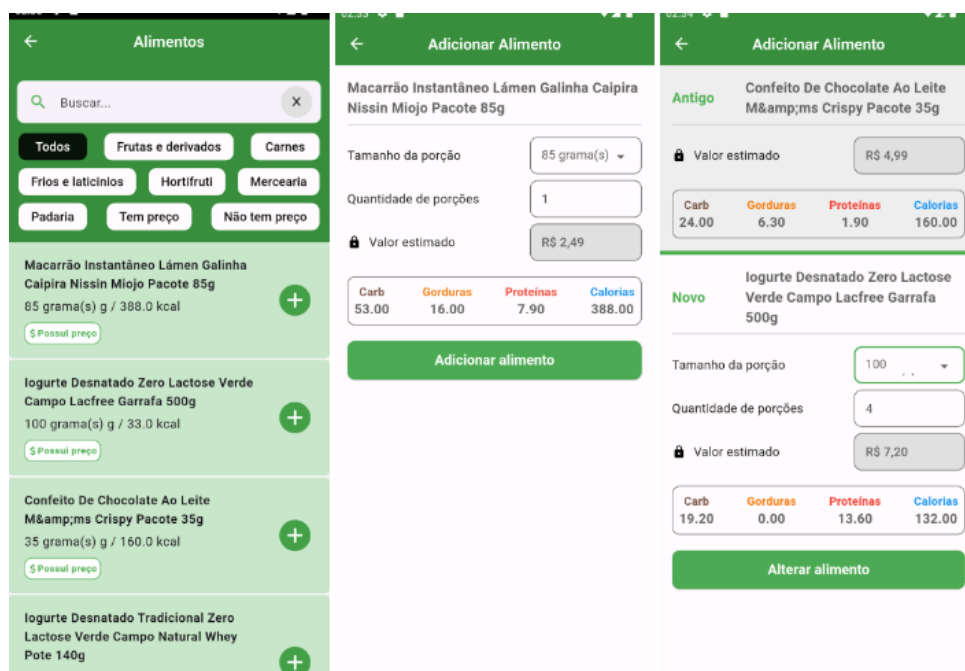 Alimentos
Buscar...
X
Todos
Frutas e derivados
Carnes
Frios e laticinios
Hortifruti
Mercearia
Padaria
Tem preço
Não tem preço
Macarrão Instantâneo Lámen Galinha
Caipira Nissin Miojo Pacote 85g
85 grama(s) g / 388.0 kcal
$ Possui preço
Iogurte Desnatado Zero Lactose Verde
Campo Lacfree Garrafa 500g
100 grama(s) g / 33.0 kcal
$ Possui preço
Confeito De Chocolate Ao Leite
M&amp;ms Crispy Pacote 35g
35 grama(s) g / 160.0 kcal
$ Possui preço
Iogurte Desnatado Tradicional Zero
Lactose Verde Campo Natural Whey
Pote 140g
Adicionar Alimento
Macarrão Instantâneo Lámen Galinha Caipira
Nissin Miojo Pacote 85g
Tamanho da porção
85 grama(s)
Quantidade de porções
1
Valor estimado
R$ 2,49
Carb Gorduras Proteínas Calorias
53.00 16.00 7.90 388.00
Adicionar alimento
Adicionar Alimento
Antigo
Confeito De Chocolate Ao Leite
M&amp;ms Crispy Pacote 35g
Valor estimado
R$ 4,99
Carb Gorduras Proteínas Calorias
24.00 6.30 1.90 160.00
Novo
Iogurte Desnatado Zero Lactose
Verde Campo Lacfree Garrafa
500g
Tamanho da porção
100
Quantidade de porções
4
Valor estimado
R$ 7,20
Carb Gorduras Proteínas Calorias
19.20 0.00 13.60 132.00
Alterar alimento